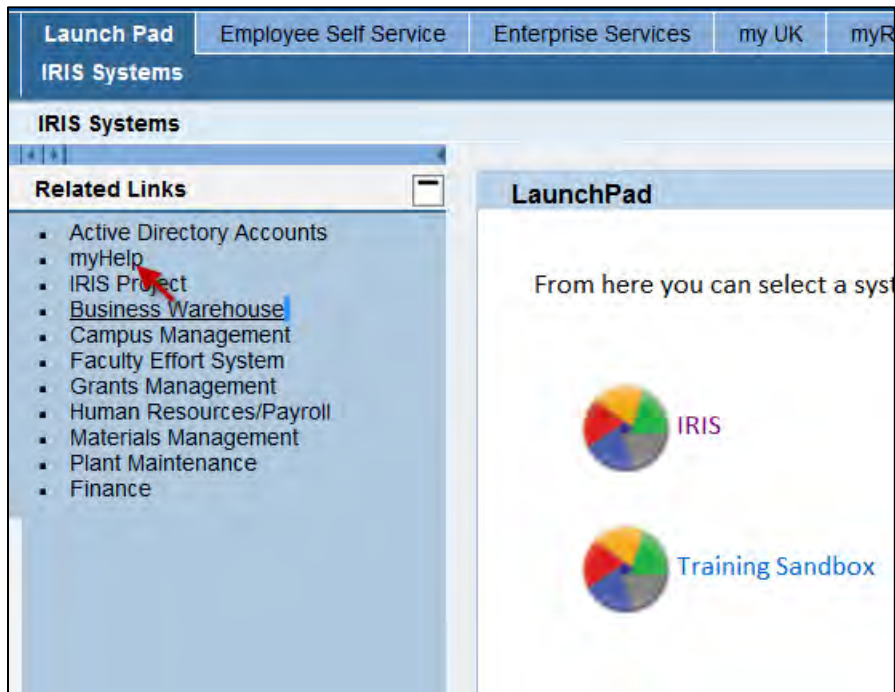 Launch Pad Employee Self Service Enterprise Services my UK myR
IRIS Systems
IRIS Systems
Related Links
Active Directory Accounts
myHelp
IRIS Project
Business Warehouse
Campus Management
Faculty Effort System
Grants Management
Human Resources/Payroll
Materials Management
Plant Maintenance
Finance
LaunchPad
From here you can select a syst
IRIS
Training Sandbox